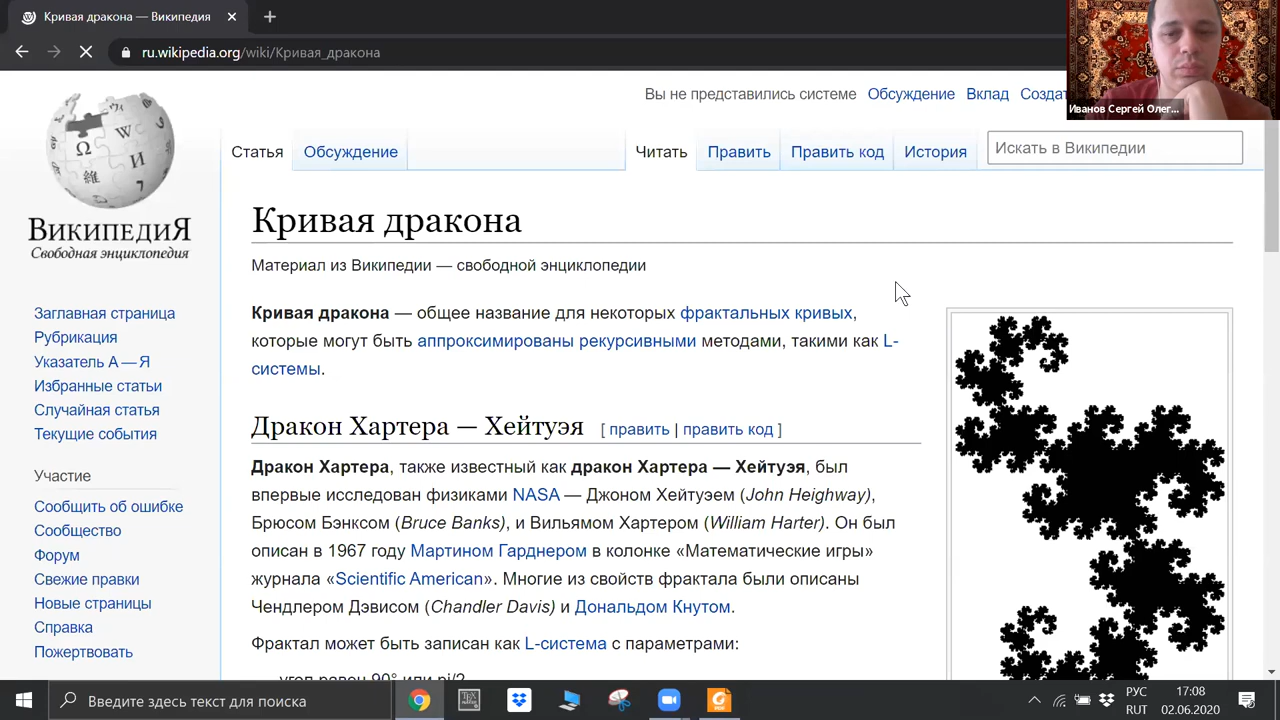 Кривая дракона — Википедия
ru.wikipedia.org/wiki/Кривая_дракона
Иванов Сергей Олег...
Вы не представились системе Обсуждение Вклад Создат
Статья Обсуждение Читать Править Править код История Искать в Википедии
ВикипедиЯ
Свободная энциклопедия
Кривая дракона
Материал из Википедии — свободной энциклопедии
Заглавная страница
Рубрикация
Указатель А — Я
Избранные статьи
Случайная статья
Текущие события
Участие
Сообщить об ошибке
Сообщество
Форум
Свежие правки
Новые страницы
Справка
Пожертвовать
Кривая дракона — общее название для некоторых фрактальных кривых,
которые могут быть аппроксимированы рекурсивными методами, такими как L-
системы.
Дракон Хартера — Хейтуэя [ править | править код ]
Дракон Хартера, также известный как дракон Хартера — Хейтуэя, был
впервые исследован физиками NASA — Джоном Хейтуэем (John Heighway),
Брюсом Бэнксом (Bruce Banks), и Вильямом Хартером (William Harter). Он был
описан в 1967 году Мартином Гарднером в колонке «Математические игры»
журнала «Scientific American». Многие из свойств фрактала были описаны
Чендлером Дэвисом (Chandler Davis) и Дональдом Кнутом.
Фрактал может быть записан как L-система с параметрами:
угол равен 90° или pi/2
Введите здесь текст для поиска
РУС
RUT
17:08
02.06.2020